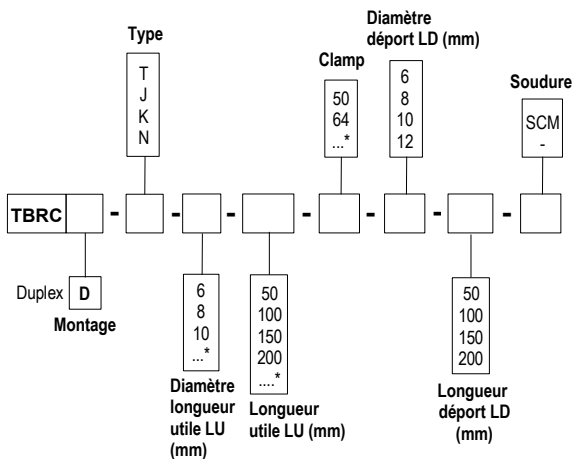 Type
T
J
K
N
Clamp
50
64
...*
Diamètre
déport LD (mm)
6
8
10
12
Soudure
SCM
-
TBRC - - - - - - -
Duplex D
Montage
6
8
10
...*
Diamètre
longueur
utile LU
(mm)
50
100
150
200
....*
Longueur
utile LU (mm)
50
100
150
200
Longueur
déport LD
(mm)